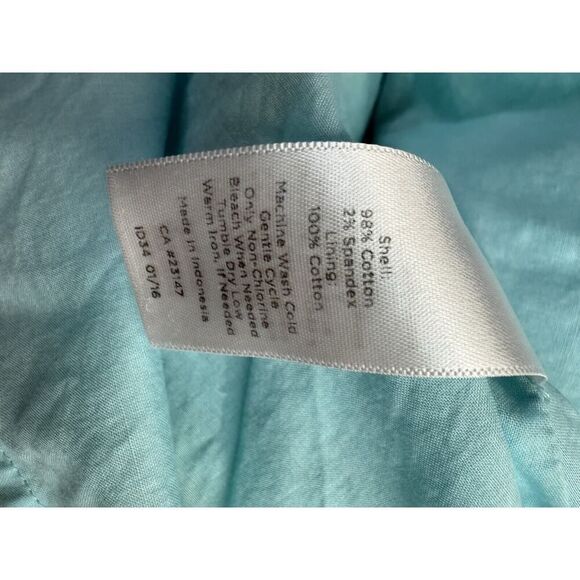 Shell:
98% Cotton
2% Spandex
Lining:
100% Cotton
Machine Wash Cold
Gentle Cycle
Only Non-Chlorine
Bleach When Needed
Tumble Dry Low
Warm Iron, If Needed
Made in Indonesia
CA #23147
ID34 01/16